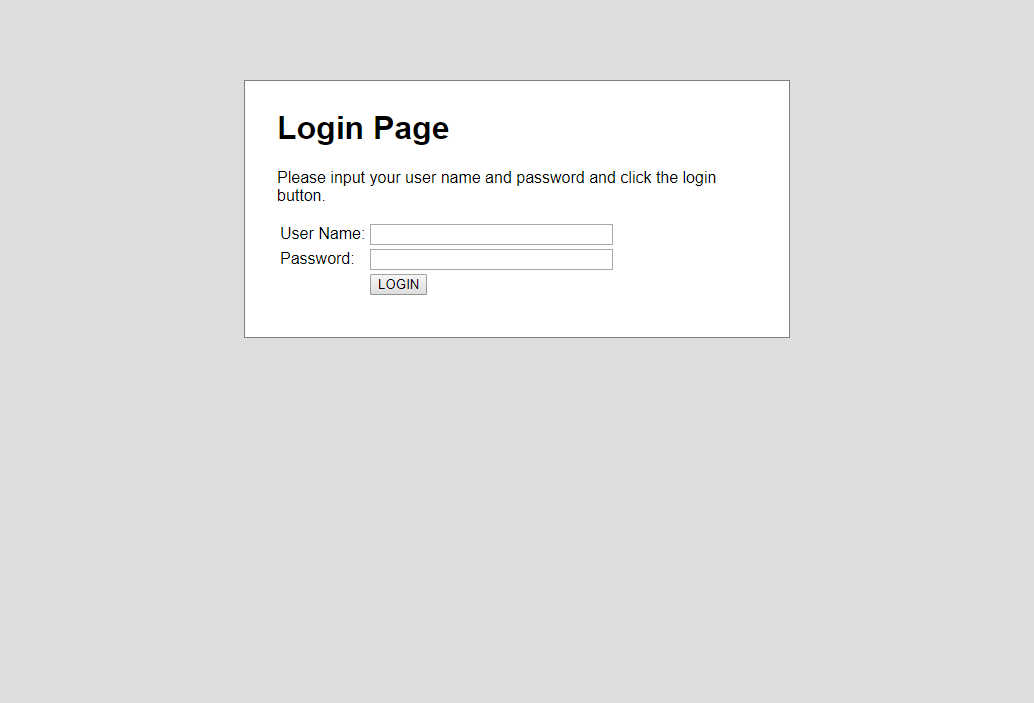 Login Page
Please input your user name and password and click the login
button.
User Name:
Password:
LOGIN